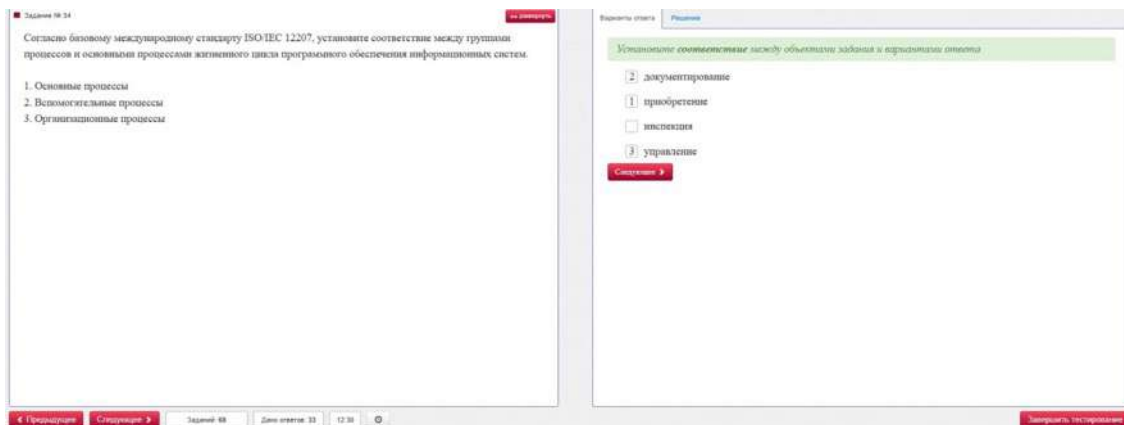 Задание № 34
на развернуть
Согласно базовому международному стандарту ISO/IEC 12207, установите соответствие между группами
процессов и основными процессами жизненного цикла программного обеспечения информационных систем.
1. Основные процессы
2. Вспомогательные процессы
3. Организационные процессы
Варианты ответа Решение
Установите соответствие между объектами задания и вариантами ответа
2 документирование
1 приобретение
инспекция
3 управление
Следующее
Предыдущее Следующее Заданий: 68 Дано ответов: 33 12:30
Завершить тестирование